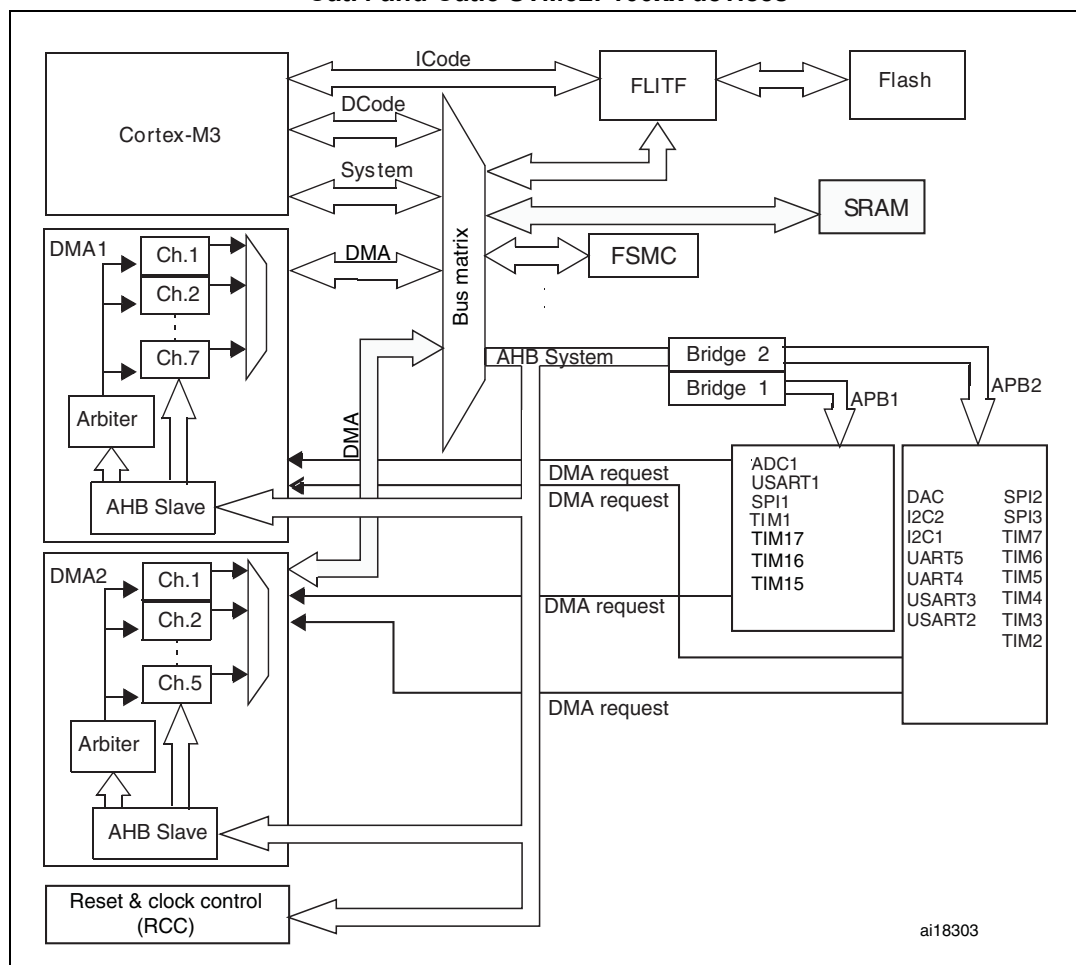 ICode
FLITF
Flash
DCode
Cortex-M3
System
SRAM
DMA1
Ch.1
DMA
FSMC
Ch.2
Bus matrix
Ch.7
AHB System
Bridge 2
Bridge 1
APB1
APB2
Arbiter
DMA
DMA request
DMA request
AHB Slave
ADC1
USART1
SPI1
TIM1
TIM17
TIM16
TIM15
DAC
I2C2
I2C1
UART5
UART4
USART3
USART2
SPI2
SPI3
TIM7
TIM6
TIM5
TIM4
TIM3
TIM2
DMA2
Ch.1
Ch.2
DMA request
Ch.5
DMA request
Arbiter
AHB Slave
Reset & clock control
(RCC)
ai18303